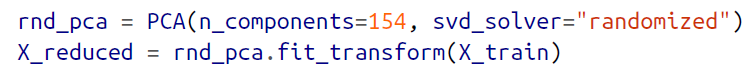 rnd_pca = PCA(n_components=154, svd_solver="randomized")
X_reduced = rnd_pca.fit_transform(X_train)